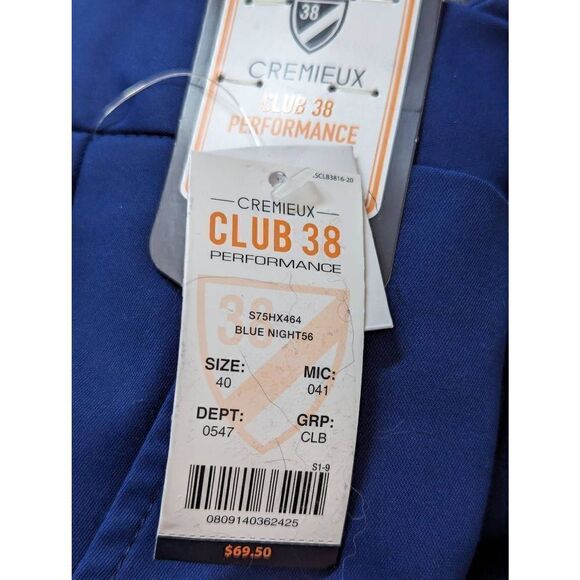 38
CREMIEUX
CLUB 38
PERFORMANCE
SCLB3816-20
CREMIEUX
CLUB 38
PERFORMANCE
38
S75HX464
BLUE NIGHT56
SIZE: MIC:
40 041
DEPT: GRP:
0547 CLB
S1-9
0809140362425
$69.50